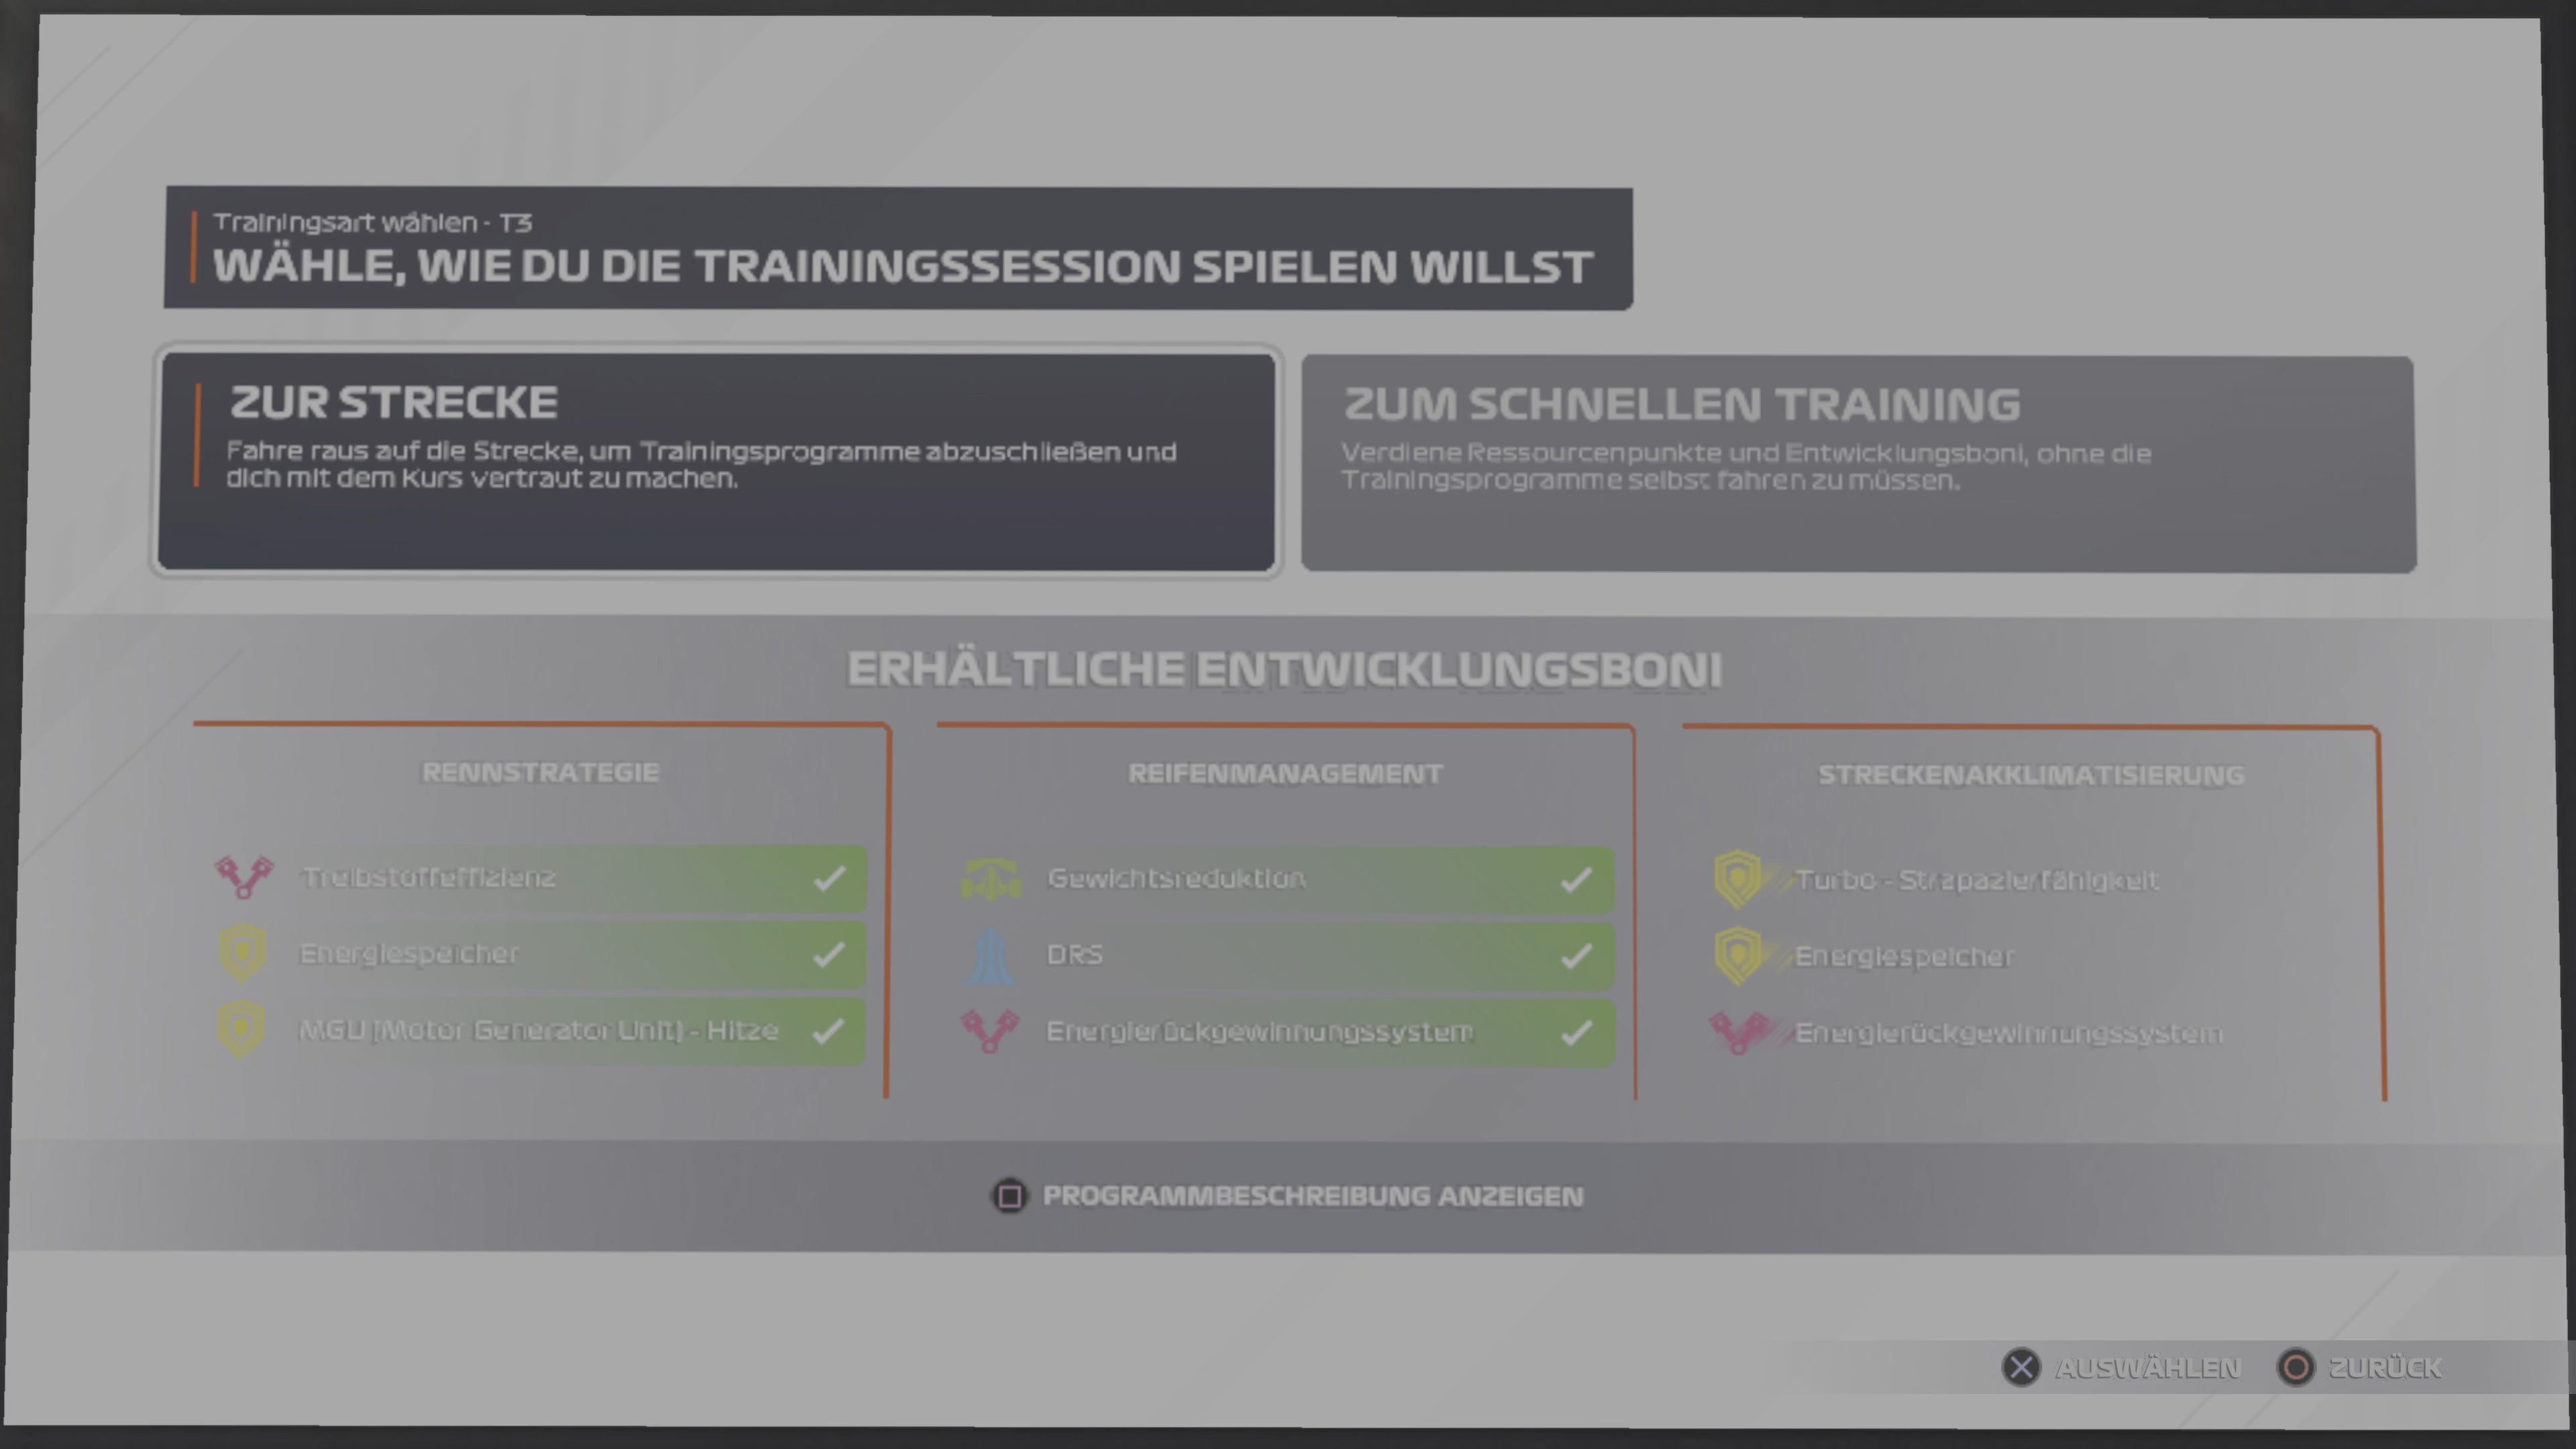 Trainingsart wählen - T3
WÄHLE, WIE DU DIE TRAININGSSESSION SPIELEN WILLST
ZUR STRECKE
Fahre raus auf die Strecke, um Trainingsprogramme abzuschließen und
dich mit dem Kurs vertraut zu machen.
ZUM SCHNELLEN TRAINING
Verdiene Ressourcenpunkte und Entwicklungsboni, ohne die
Trainingsprogramme selbst fahren zu müssen.
ERHÄLTLICHE ENTWICKLUNGSBONI
RENNSTRATEGIE
Treibstoffeffizienz
Energiespeicher
MGU [Motor Generator Unit] - Hitze
REIFENMANAGEMENT
Gewichtsreduktion
DRS
Energierückgewinnungssystem
STRECKENAKKLIMATISIERUNG
Turbo - Strapazierfähigkeit
Energiespeicher
Energierückgewinnungssystem
PROGRAMMBESCHREIBUNG ANZEIGEN
AUSWÄHLEN
ZURÜCK